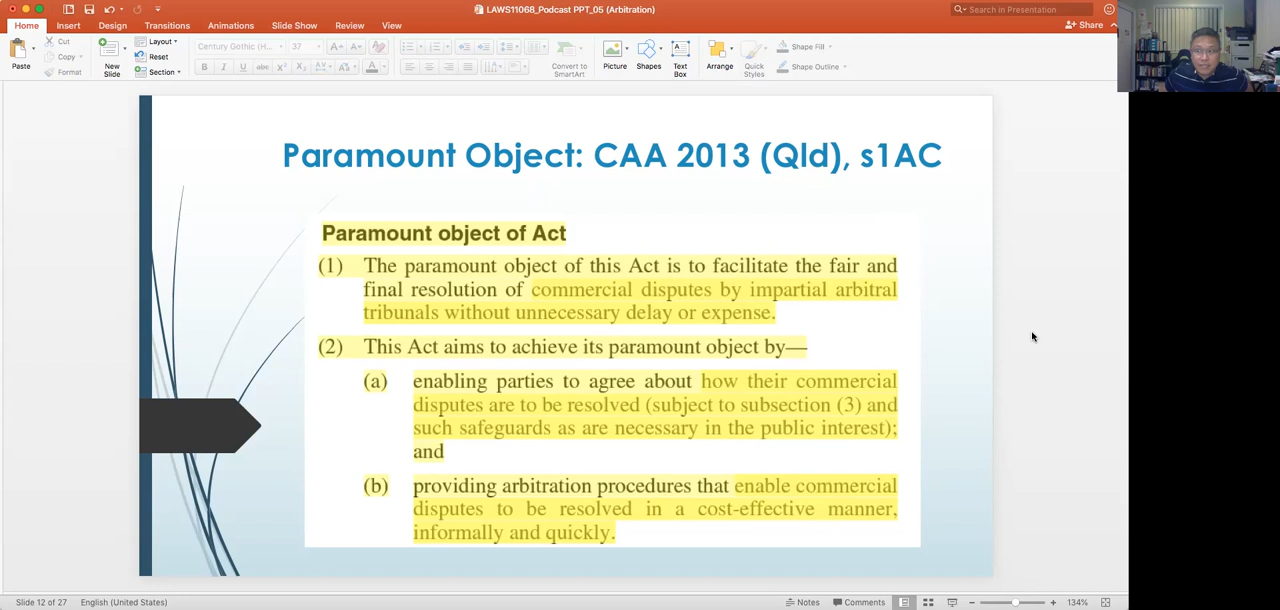 LAWS11068_Podcast PPT_05 (Arbitration)
Search in Presentation
Home Insert Design Transitions Animations Slide Show Review View
Share
Paste
Cut
Copy
Format
New
Slide
Layout
Reset
Section
Century Gothic (H... 37
B I U abc X² X₂ AV Aa A
Convert to
SmartArt
Picture
Shapes
Text
Box
Arrange
Quick
Styles
Shape Fill
Shape Outline
Paramount Object: CAA 2013 (Qld), s1AC
Paramount object of Act
(1) The paramount object of this Act is to facilitate the fair and
final resolution of commercial disputes by impartial arbitral
tribunals without unnecessary delay or expense.
(2) This Act aims to achieve its paramount object by—
(a) enabling parties to agree about how their commercial
disputes are to be resolved (subject to subsection (3) and
such safeguards as are necessary in the public interest);
and
(b) providing arbitration procedures that enable commercial
disputes to be resolved in a cost-effective manner,
informally and quickly.
Slide 12 of 27 English (United States) Notes Comments 134%